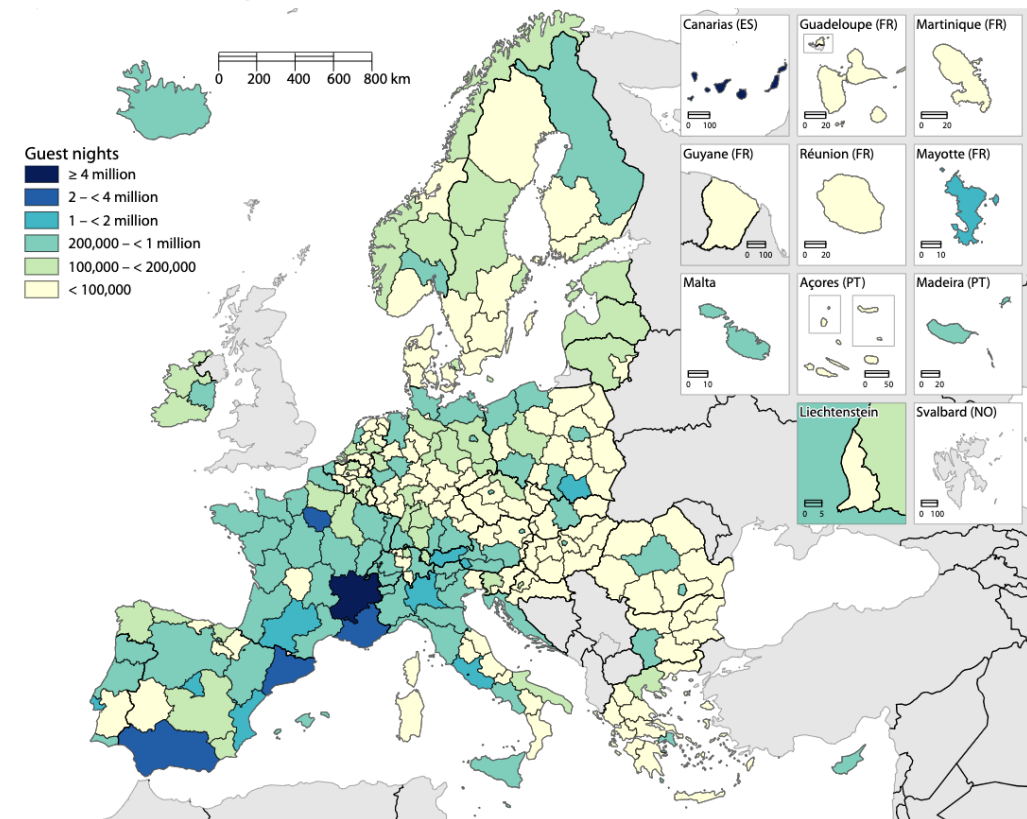 0 200 400 600 800 km
Guest nights
≥ 4 million
2 – < 4 million
1 – < 2 million
200,000 – < 1 million
100,000 – < 200,000
< 100,000
Canarias (ES)
0 100
Guadeloupe (FR)
0 20
Martinique (FR)
0 20
Guyane (FR)
0 100
Réunion (FR)
0 20
Mayotte (FR)
0 10
Malta
0 10
Açores (PT)
0 50
Madeira (PT)
0 20
Liechtenstein
0 5
Svalbard (NO)
0 100